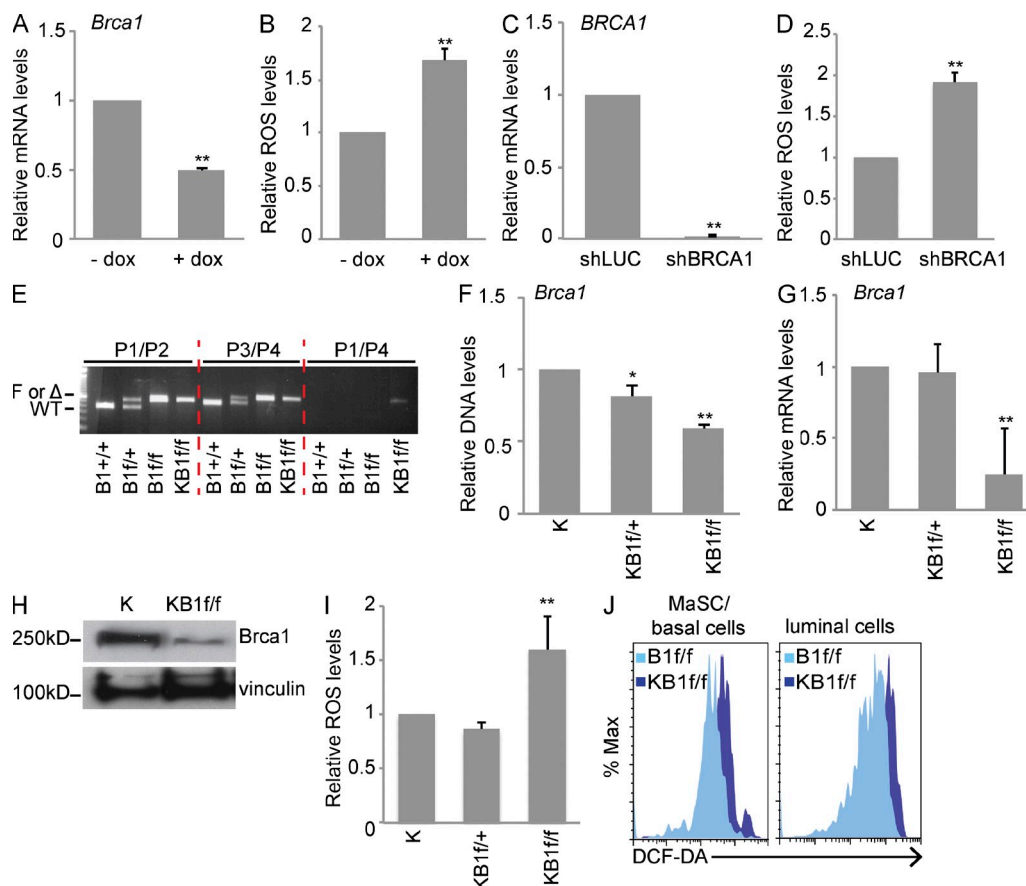 A
Brca1
Relative mRNA levels
1
0.5
0
**
- dox
+ dox
B
Relative ROS levels
2
1.5
1
0.5
0
**
- dox
+ dox
C
BRCA1
Relative mRNA levels
1
0.5
0
**
shLUC
shBRCA1
D
Relative ROS levels
2.5
2
1.5
1
0.5
0
**
shLUC
shBRCA1
E
P1/P2
P3/P4
P1/P4
F or Δ
WT
B1+/+
B1f/+
B1f/f
KB1f/f
B1+/+
B1f/+
B1f/f
KB1f/f
B1+/+
B1f/+
B1f/f
KB1f/f
F
Brca1
Relative DNA levels
1.5
1
0.5
0
*
**
K
KB1f/+
KB1f/f
G
Brca1
Relative mRNA levels
1.5
1
0.5
0
**
K
KB1f/+
KB1f/f
H
K
KB1f/f
250kD
Brca1
100kD
vinculin
I
Relative ROS levels
2
1.5
1
0.5
0
**
K
KB1f/+
KB1f/f
J
MaSC/
basal cells
luminal cells
B1f/f
KB1f/f
B1f/f
KB1f/f
% Max
DCF-DA